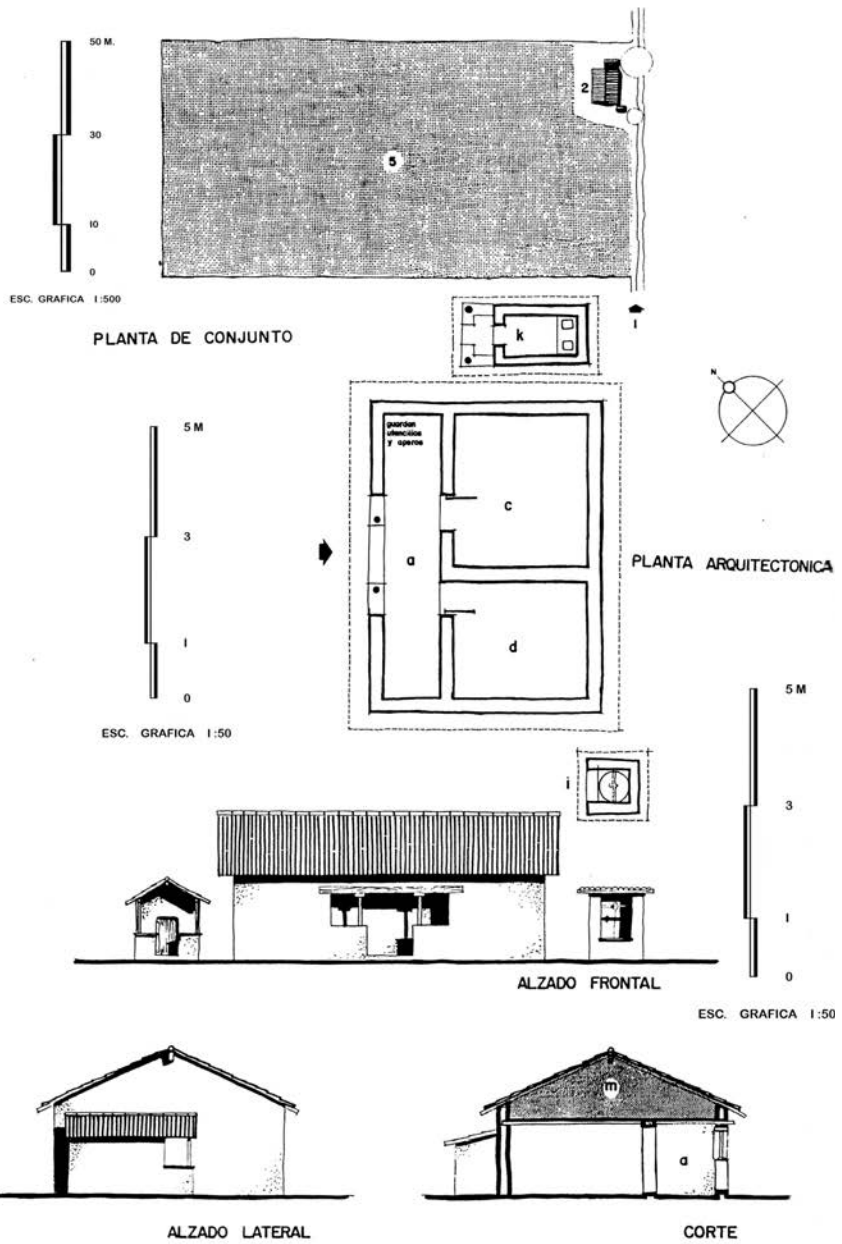 50 M.
30
10
0
ESC. GRAFICA 1:500
2
5
1
PLANTA DE CONJUNTO
k
N
5 M
3
1
0
ESC. GRAFICA 1:50
guardan
utencilios
y aperos
a
c
d
PLANTA ARQUITECTONICA
i
5 M
3
1
0
ESC. GRAFICA 1:50
ALZADO FRONTAL
m
a
ALZADO LATERAL
CORTE